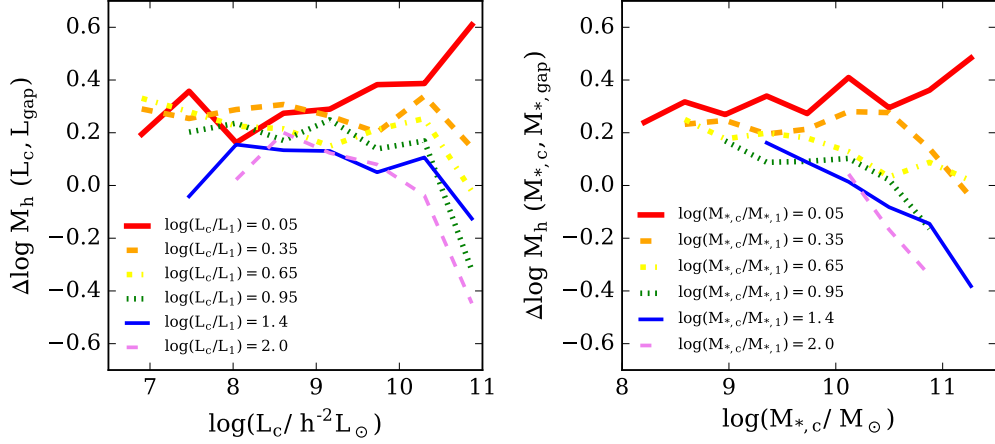 0.6
0.4
0.2
0.0
−0.2
−0.4
−0.6
Δlog M_h (L_c, L_gap)
log(L_c/L_1) = 0.05
log(L_c/L_1) = 0.35
log(L_c/L_1) = 0.65
log(L_c/L_1) = 0.95
log(L_c/L_1) = 1.4
log(L_c/L_1) = 2.0
7 8 9 10 11
log(L_c/ h^-2 L_⊙)
0.6
0.4
0.2
0.0
−0.2
−0.4
−0.6
Δlog M_h (M_*,c, M_*,gap)
log(M_*,c/M_*,1) = 0.05
log(M_*,c/M_*,1) = 0.35
log(M_*,c/M_*,1) = 0.65
log(M_*,c/M_*,1) = 0.95
log(M_*,c/M_*,1) = 1.4
log(M_*,c/M_*,1) = 2.0
8 9 10 11
log(M_*,c/ M_⊙)